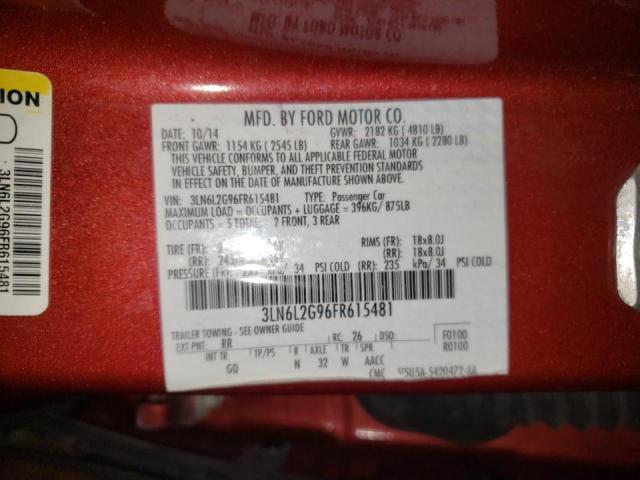 MFD. BY FORD MOTOR CO.
DATE: 10/14 GVWR: 2182 KG ( 4810 LB)
FRONT GAWR: 1154 KG ( 2545 LB) REAR GAWR: 1034 KG ( 2280 LB)
THIS VEHICLE CONFORMS TO ALL APPLICABLE FEDERAL MOTOR
VEHICLE SAFETY, BUMPER, AND THEFT PREVENTION STANDARDS
IN EFFECT ON THE DATE OF MANUFACTURE SHOWN ABOVE.
VIN: 3LN6L2G96FR615481 TYPE: Passenger Car
MAXIMUM LOAD = OCCUPANTS + LUGGAGE = 396KG/ 875LB
OCCUPANTS = 5 TOTAL: 2 FRONT, 3 REAR
TIRE (FR): RIMS (FR): 18x8.0J
(RR): (RR): 18x8.0J
PRESSURE (FR): 34 PSI COLD (RR): 235 kPa/ 34 PSI COLD
3LN6L2G96FR615481
TRAILER TOWING - SEE OWNER GUIDE
EXT PNT: RR RC: 26 DSO: F0100
R0100
INT TR TP/PS R AXLE TR SPR
GO N 32 W AACC
CMC 5U5A-5420472-AA
ION
3LN6L2G96FR615481